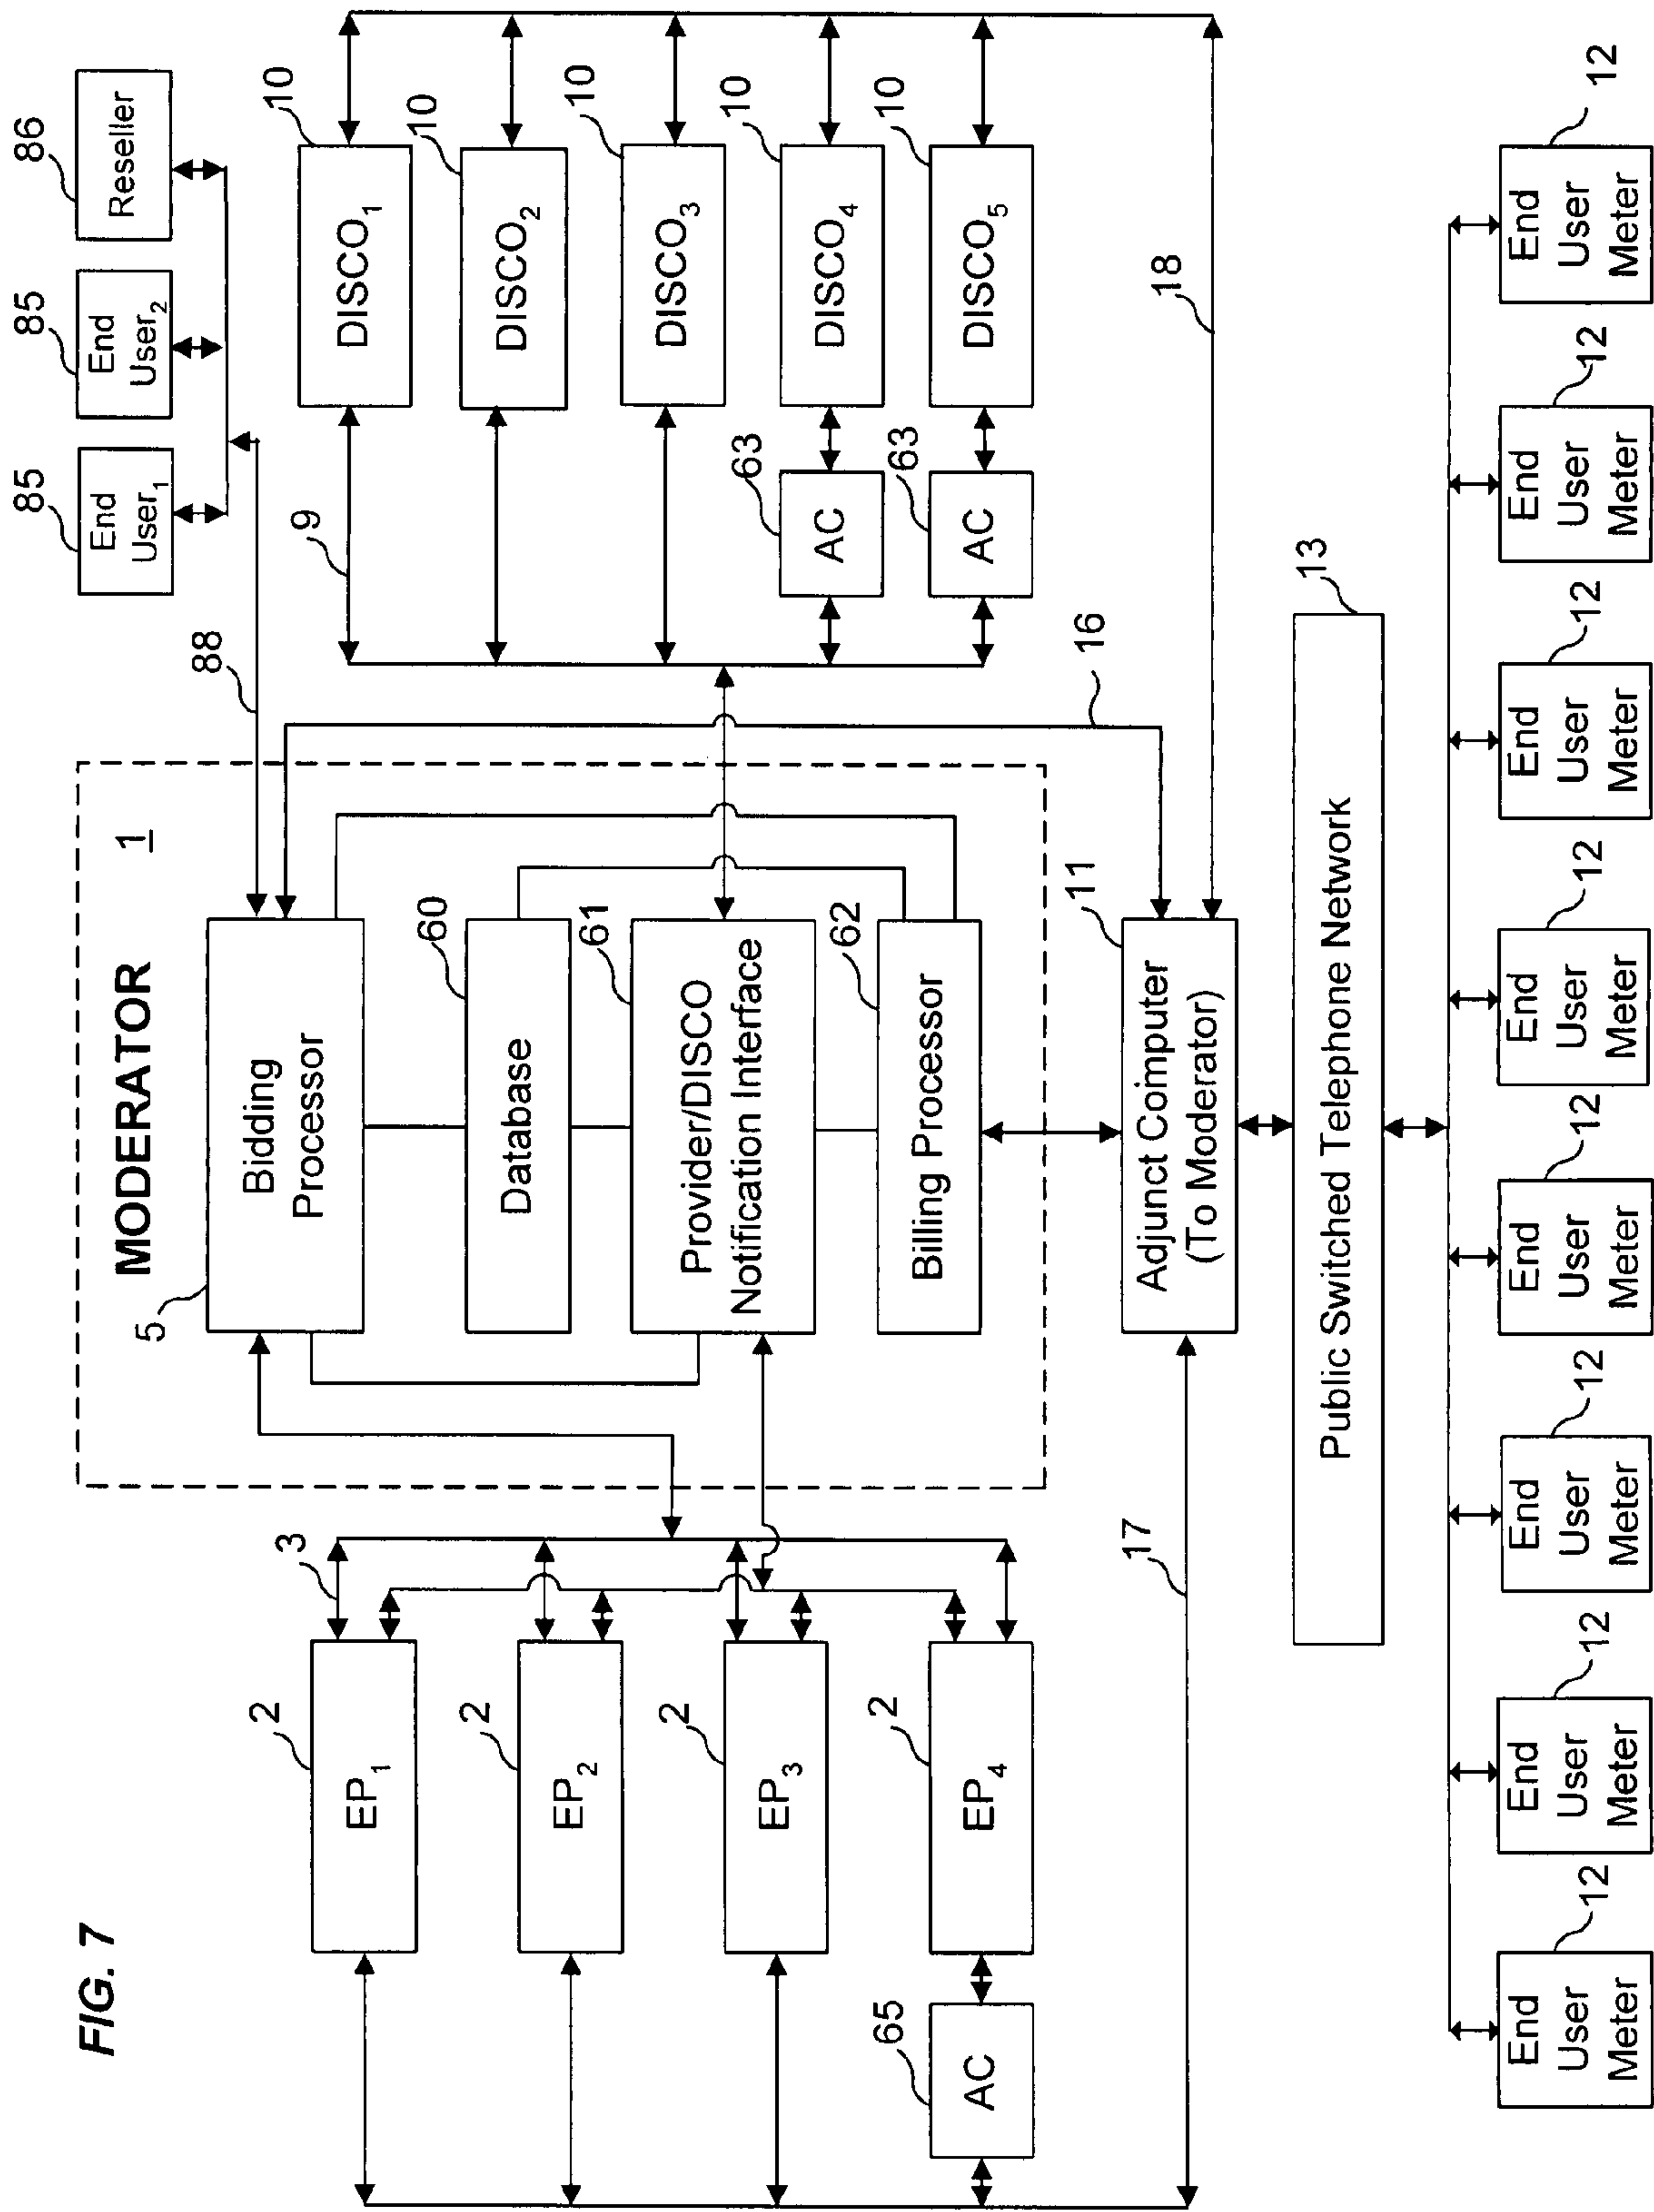 FIG. 7
MODERATOR
1
85
End
User1
85
End
User2
86
Reseller
88
5
Bidding
Processor
60
Database
61
Provider/DISCO
Notification Interface
62
Billing Processor
3
2
EP1
2
EP2
2
EP3
2
EP4
65
AC
9
10
DISCO1
10
DISCO2
10
DISCO3
10
DISCO4
10
DISCO5
63
AC
63
AC
16
17
18
11
Adjunct Computer
(To Moderator)
13
Public Switched Telephone Network
12
End
User
Meter
12
End
User
Meter
12
End
User
Meter
12
End
User
Meter
12
End
User
Meter
12
End
User
Meter
12
End
User
Meter
12
End
User
Meter